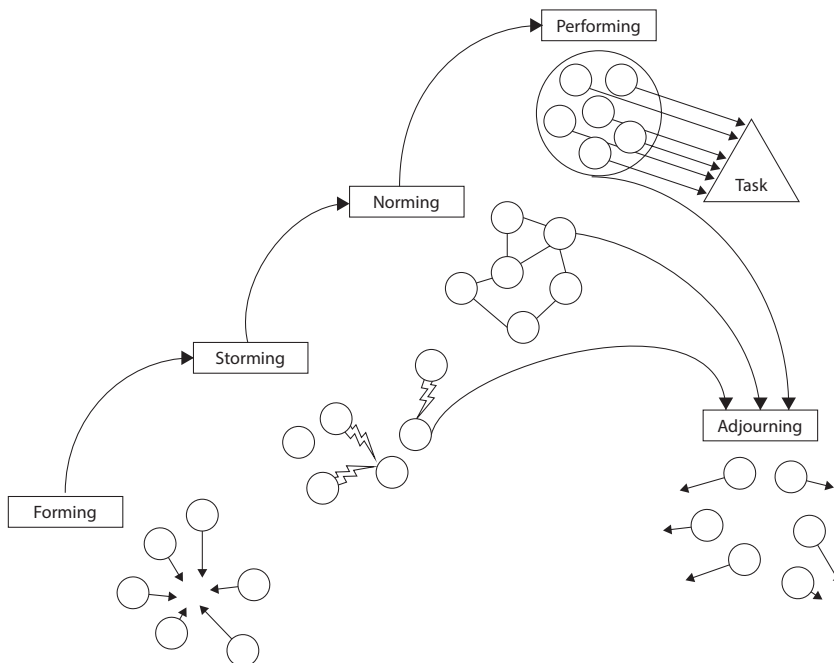 Performing
Task
Norming
Storming
Adjourning
Forming